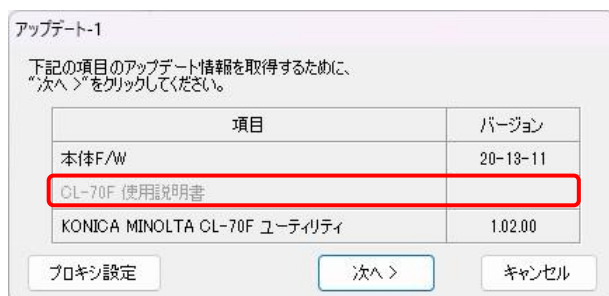 アップデート-1
下記の項目のアップデート情報を取得するために、
“次へ >”をクリックしてください。
項目 バージョン
本体F/W 20-13-11
CL-70F 使用説明書
KONICA MINOLTA CL-70F ユーティリティ 1.02.00
プロキシ設定 次へ > キャンセル